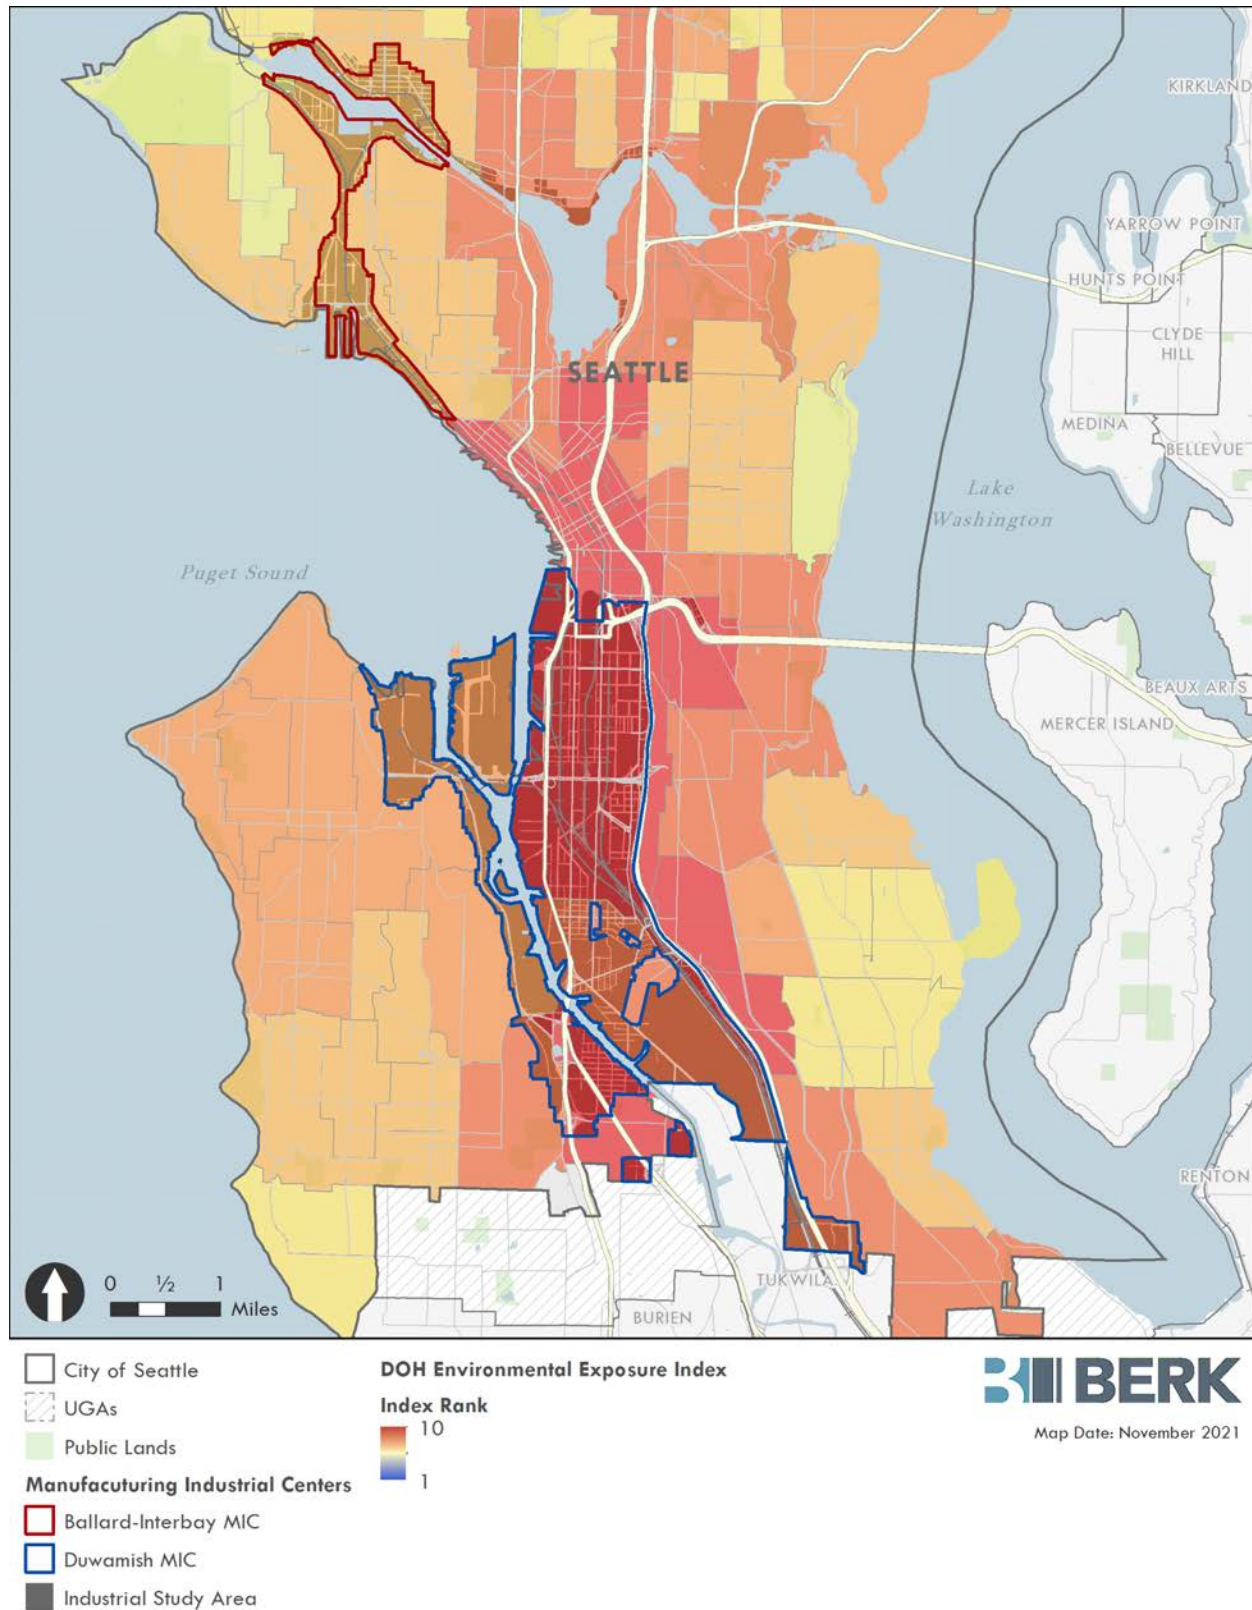 KIRKLAND
YARROW POINT
HUNTS POINT
CLYDE
HILL
SEATTLE
MEDINA
BELLEVUE
Lake
Washington
Puget Sound
BEAUX ARTS
MERCER ISLAND
RENTON
TUKWILA
BURIEN
0 ½ 1
Miles
City of Seattle
UGAs
Public Lands
Manufacuturing Industrial Centers
Ballard-Interbay MIC
Duwamish MIC
Industrial Study Area
DOH Environmental Exposure Index
Index Rank
10
1
BERK
Map Date: November 2021